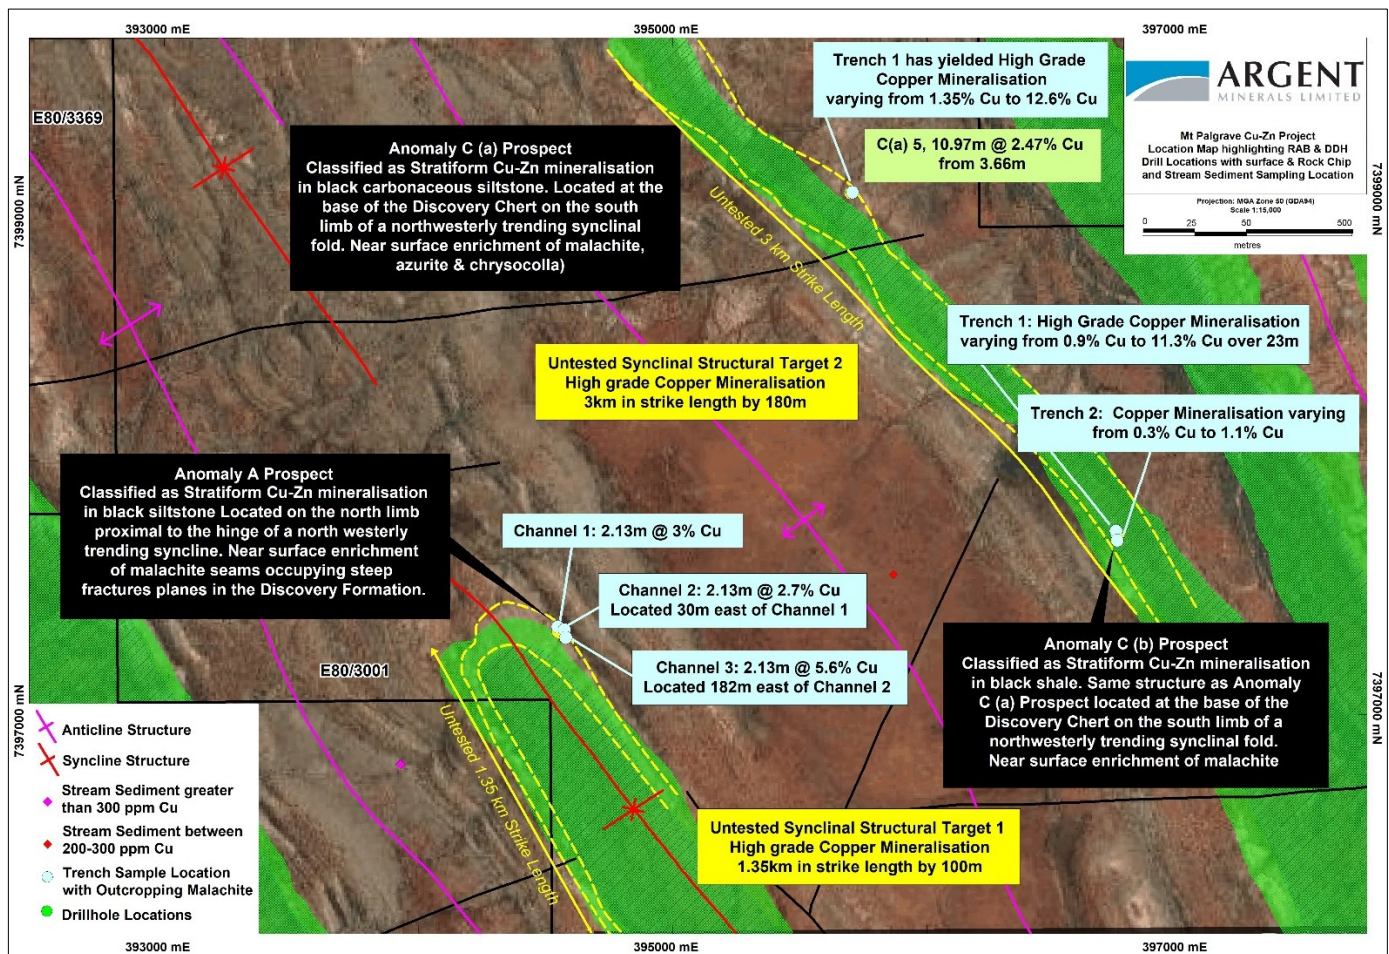 393000 mE
395000 mE
397000 mE
E80/3369
Anomaly C (a) Prospect
Classified as Stratiform Cu-Zn mineralisation
in black carbonaceous siltstone. Located at the
base of the Discovery Chert on the south
limb of a northwesterly trending synclinal
fold. Near surface enrichment of malachite,
azurite & chrysocolla)
Trench 1 has yielded High Grade
Copper Mineralisation
varying from 1.35% Cu to 12.6% Cu
C(a) 5, 10.97m @ 2.47% Cu
from 3.66m
ARGENT
MINERALS LIMITED
Mt Palgrave Cu-Zn Project
Location Map highlighting RAB & DDH
Drill Locations with surface & Rock Chip
and Stream Sediment Sampling Location
Projection: MGA Zone 50 (GDA94)
Scale 1:15,000
0 25 50 500
metres
7399000 mN
7399000 mN
Untested 3 km Strike Length
Trench 1: High Grade Copper Mineralisation
varying from 0.9% Cu to 11.3% Cu over 23m
Untested Synclinal Structural Target 2
High grade Copper Mineralisation
3km in strike length by 180m
Trench 2: Copper Mineralisation varying
from 0.3% Cu to 1.1% Cu
Anomaly A Prospect
Classified as Stratiform Cu-Zn mineralisation
in black siltstone Located on the north limb
proximal to the hinge of a north westerly
trending syncline. Near surface enrichment
of malachite seams occupying steep
fractures planes in the Discovery Formation.
Channel 1: 2.13m @ 3% Cu
Channel 2: 2.13m @ 2.7% Cu
Located 30m east of Channel 1
Channel 3: 2.13m @ 5.6% Cu
Located 182m east of Channel 2
E80/3001
Anomaly C (b) Prospect
Classified as Stratiform Cu-Zn mineralisation
in black shale. Same structure as Anomaly
C (a) Prospect located at the base of the
Discovery Chert on the south limb of a
northwesterly trending synclinal fold.
Near surface enrichment of malachite
7397000 mN
7397000 mN
Untested 1.35 km Strike Length
Untested Synclinal Structural Target 1
High grade Copper Mineralisation
1.35km in strike length by 100m
Anticline Structure
Syncline Structure
Stream Sediment greater
than 300 ppm Cu
Stream Sediment between
200-300 ppm Cu
Trench Sample Location
with Outcropping Malachite
Drillhole Locations
393000 mE
395000 mE
397000 mE